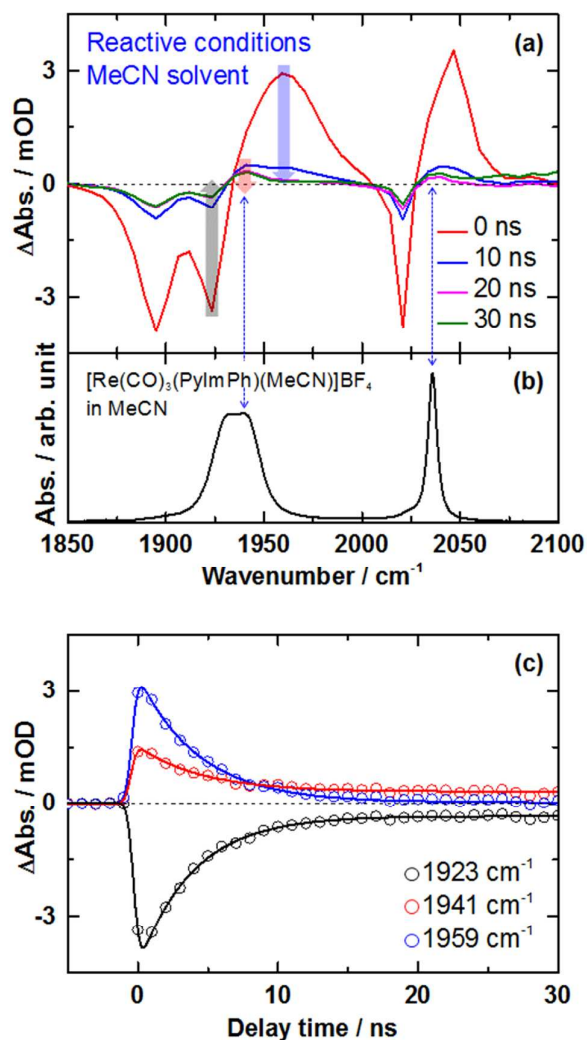 (a)
Reactive conditions
MeCN solvent
3
0
-3
ΔAbs. / mOD
0 ns
10 ns
20 ns
30 ns
(b)
[Re(CO)₃(PyImPh)(MeCN)]BF₄
in MeCN
Abs. / arb. unit
1850 1900 1950 2000 2050 2100
Wavenumber / cm⁻¹
(c)
3
0
-3
ΔAbs. / mOD
1923 cm⁻¹
1941 cm⁻¹
1959 cm⁻¹
0 5 10 15 20 25 30
Delay time / ns